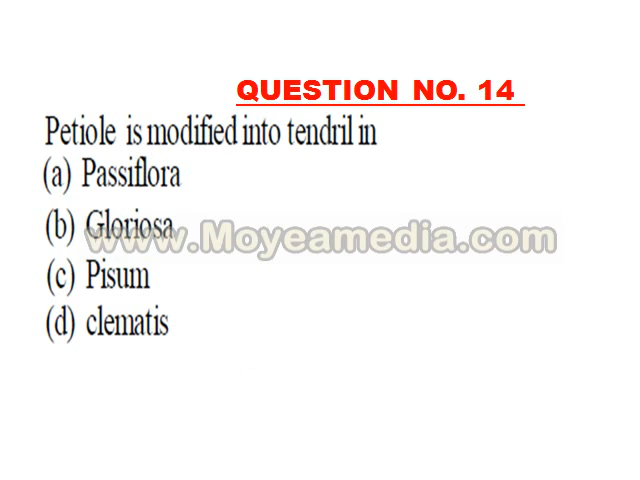 QUESTION NO. 14
Petiole is modified into tendril in
(a) Passiflora
(b) Gloriosa
www.Moyeamedia.com
(c) Pisum
(d) clematis